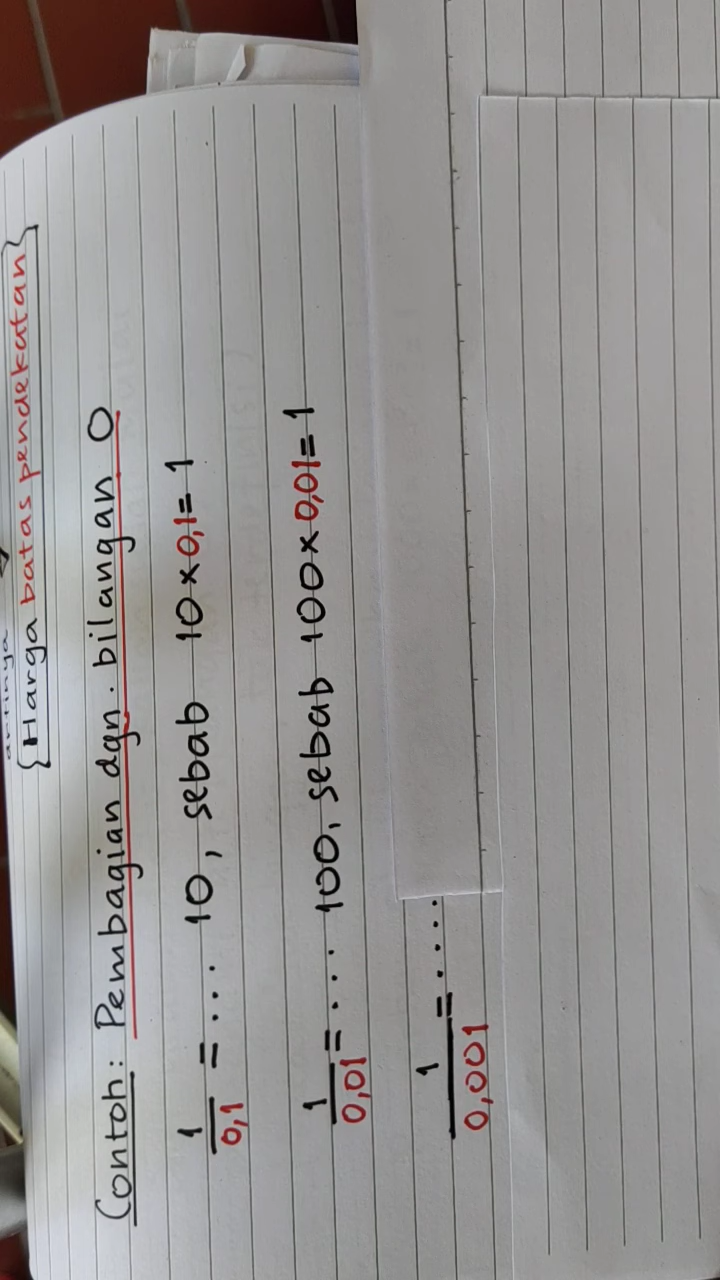 artinya
{Harga batas pendekatan}
Contoh: Pembagian dgn. bilangan 0
1/0,1 = ... 10, sebab 10 × 0,1 = 1
1/0,01 = ... 100, sebab 100 × 0,01 = 1
1/0,001 = ....